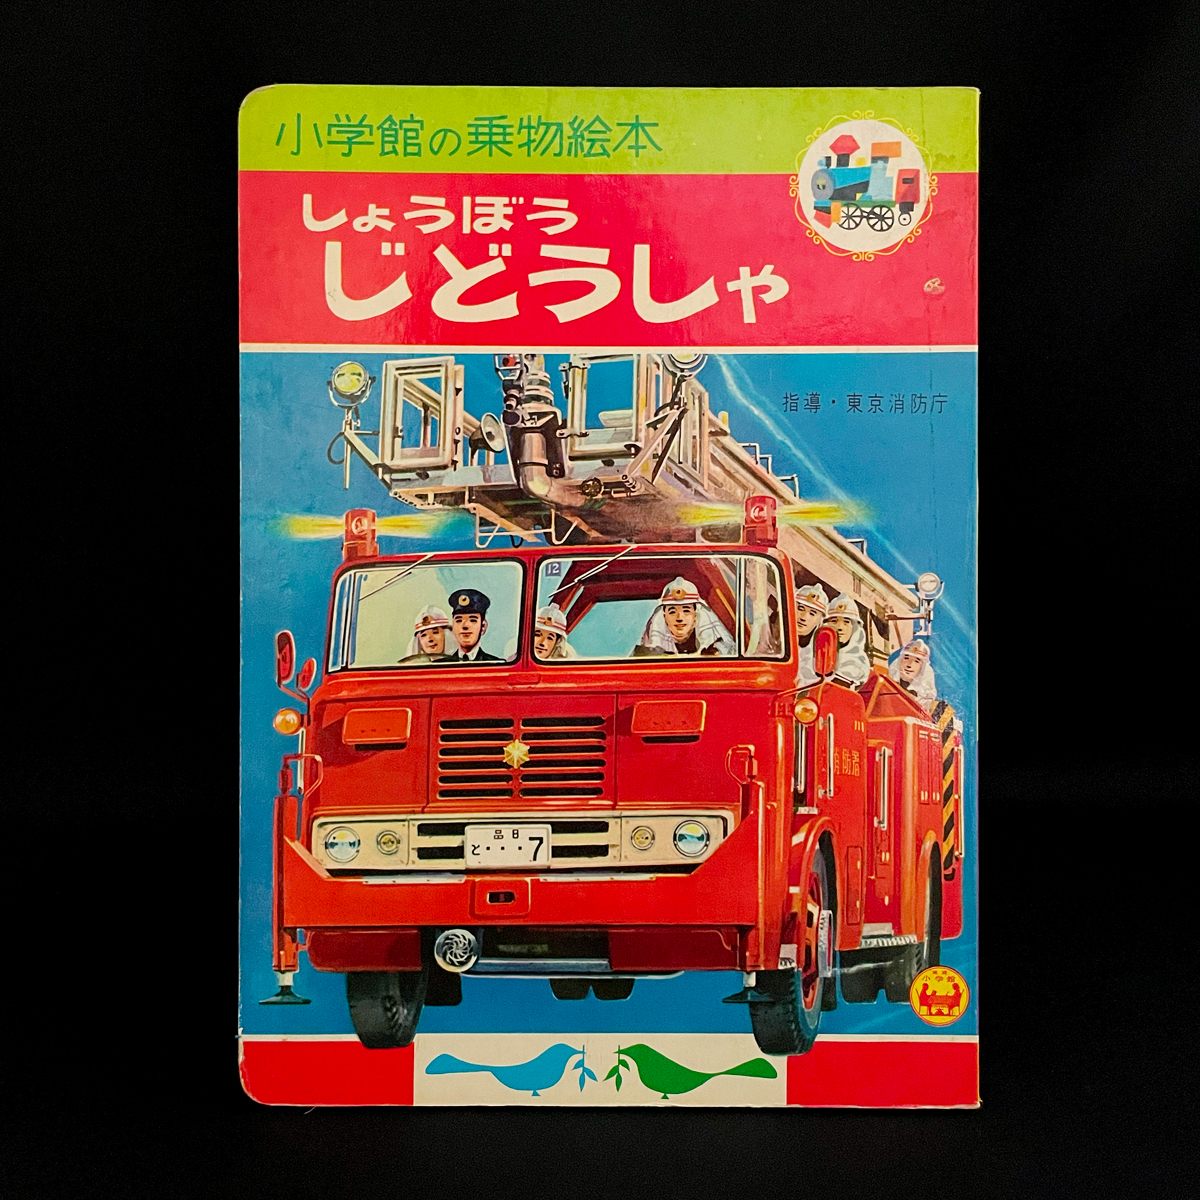 小学館の乗物絵本
しょうぼう
じどうしゃ
指導・東京消防庁
12
消防署
品 日
と・・・7
小学館